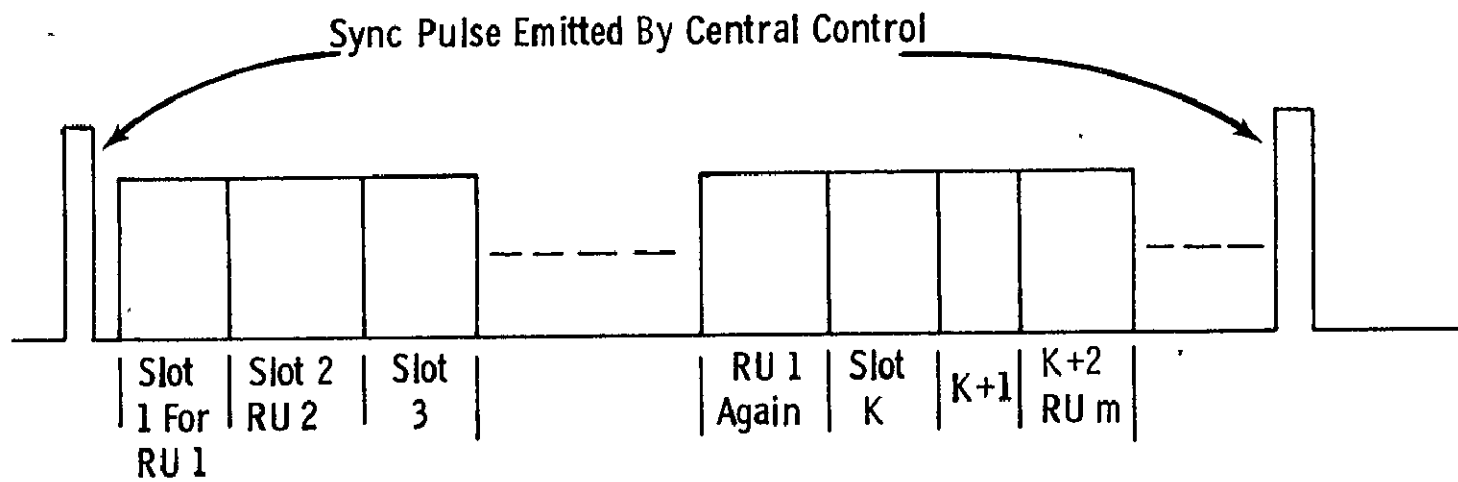 Sync Pulse Emitted By Central Control
Slot
1 For
RU 1
Slot 2
RU 2
Slot
3
RU 1
Again
Slot
K
K+1
K+2
RU m